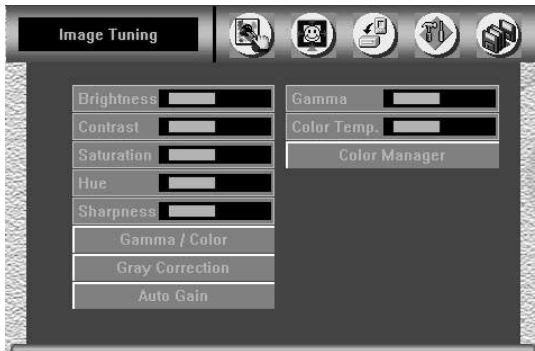 Image Tuning
Brightness
Contrast
Saturation
Hue
Sharpness
Gamma / Color
Gray Correction
Auto Gain
Gamma
Color Temp.
Color Manager